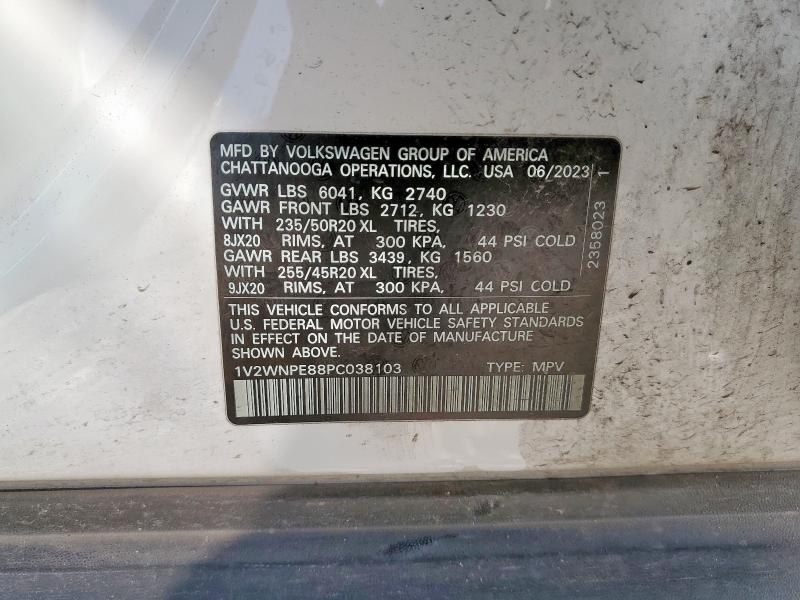 MFD BY VOLKSWAGEN GROUP OF AMERICA
CHATTANOOGA OPERATIONS, LLC. USA 06/2023
GVWR LBS 6041, KG 2740
GAWR FRONT LBS 2712, KG 1230
WITH 235/50R20 XL TIRES,
8JX20 RIMS, AT 300 KPA, 44 PSI COLD
GAWR REAR LBS 3439, KG 1560
WITH 255/45R20 XL TIRES,
9JX20 RIMS, AT 300 KPA, 44 PSI COLD
THIS VEHICLE CONFORMS TO ALL APPLICABLE
U.S. FEDERAL MOTOR VEHICLE SAFETY STANDARDS
IN EFFECT ON THE DATE OF MANUFACTURE
SHOWN ABOVE.
1V2WNPE88PC038103 TYPE: MPV
2358023 1